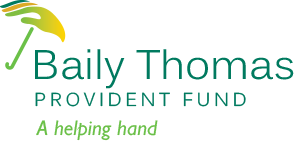 Baily Thomas
PROVIDENT FUND
A helping hand